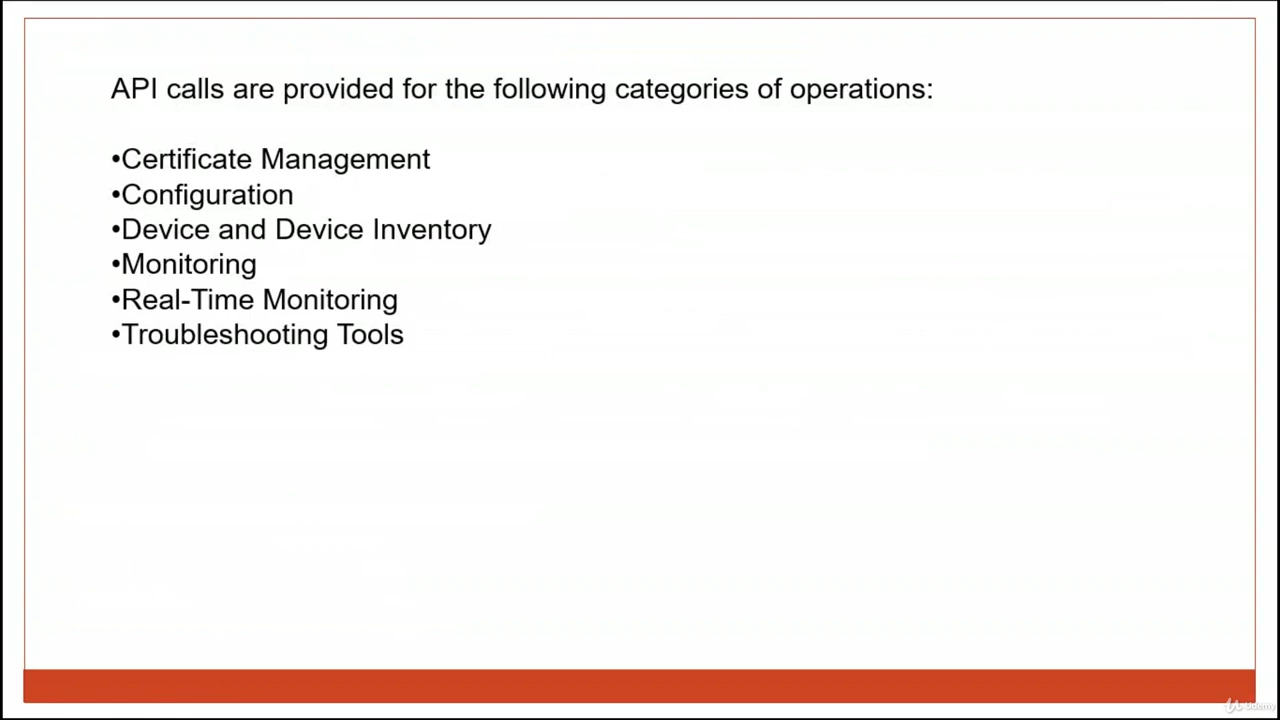 API calls are provided for the following categories of operations:
•Certificate Management
•Configuration
•Device and Device Inventory
•Monitoring
•Real-Time Monitoring
•Troubleshooting Tools
Udemy